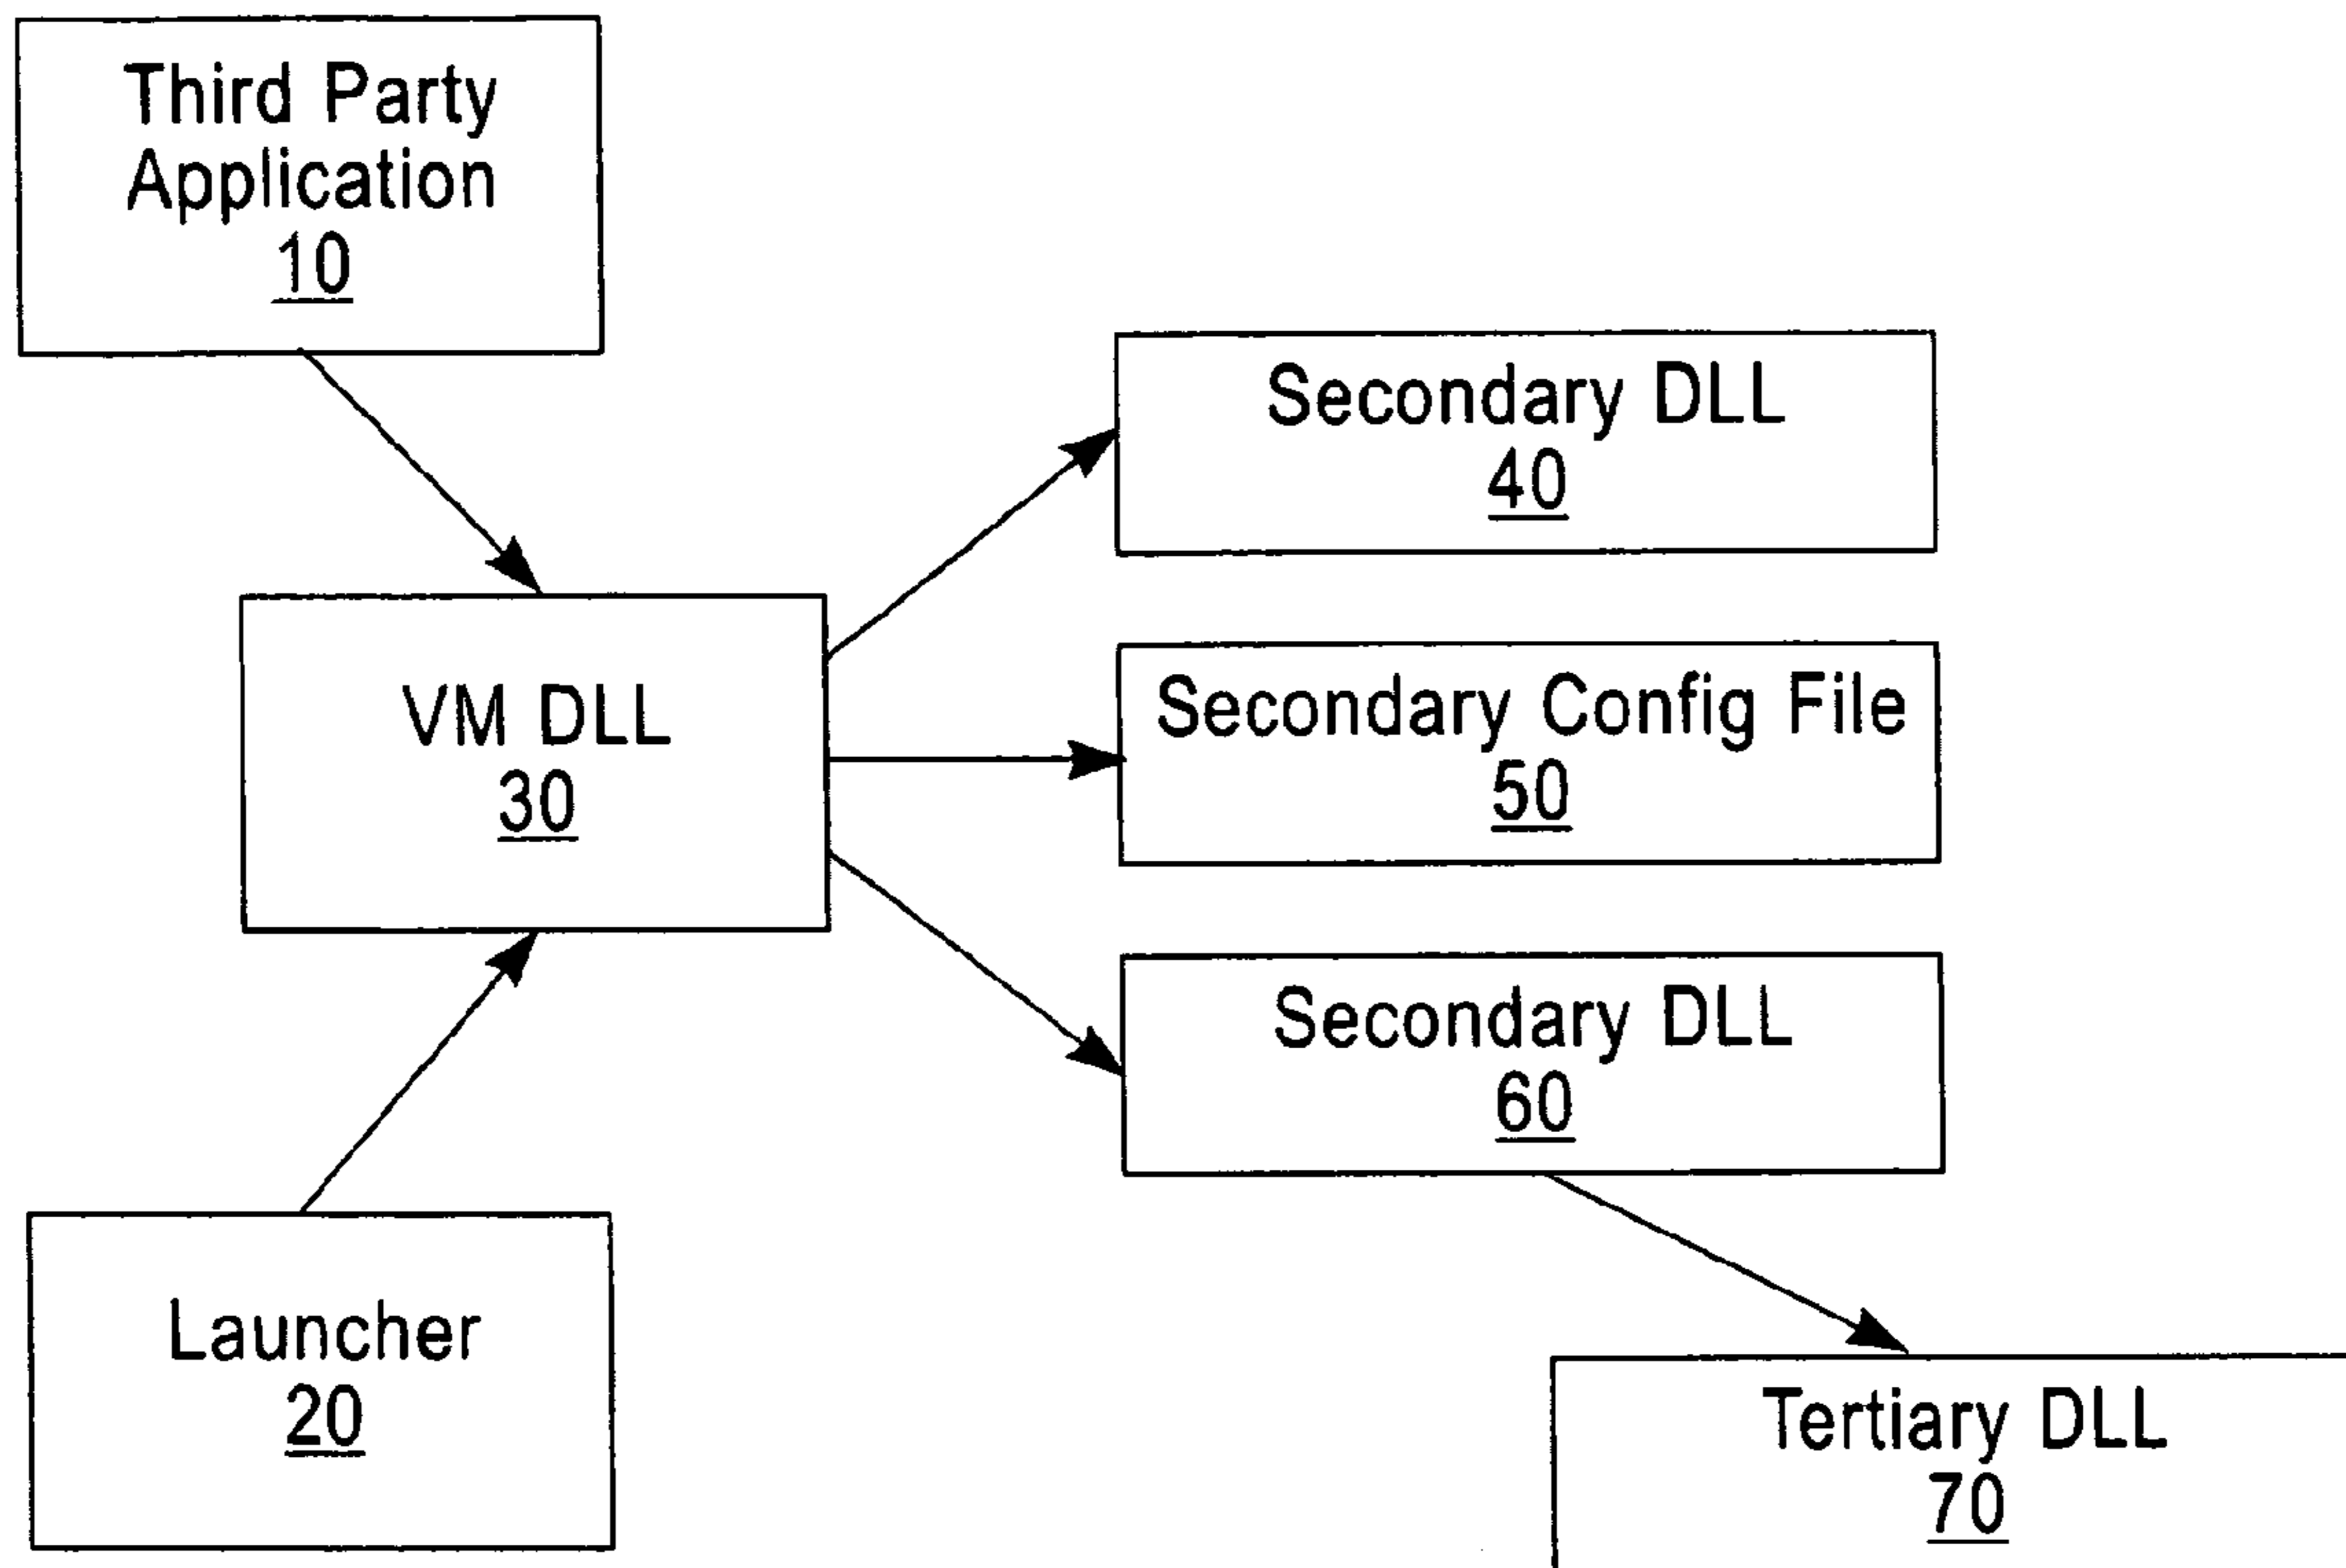 Third Party
Application
10
Secondary DLL
40
VM DLL
30
Secondary Config File
50
Secondary DLL
60
Launcher
20
Tertiary DLL
70